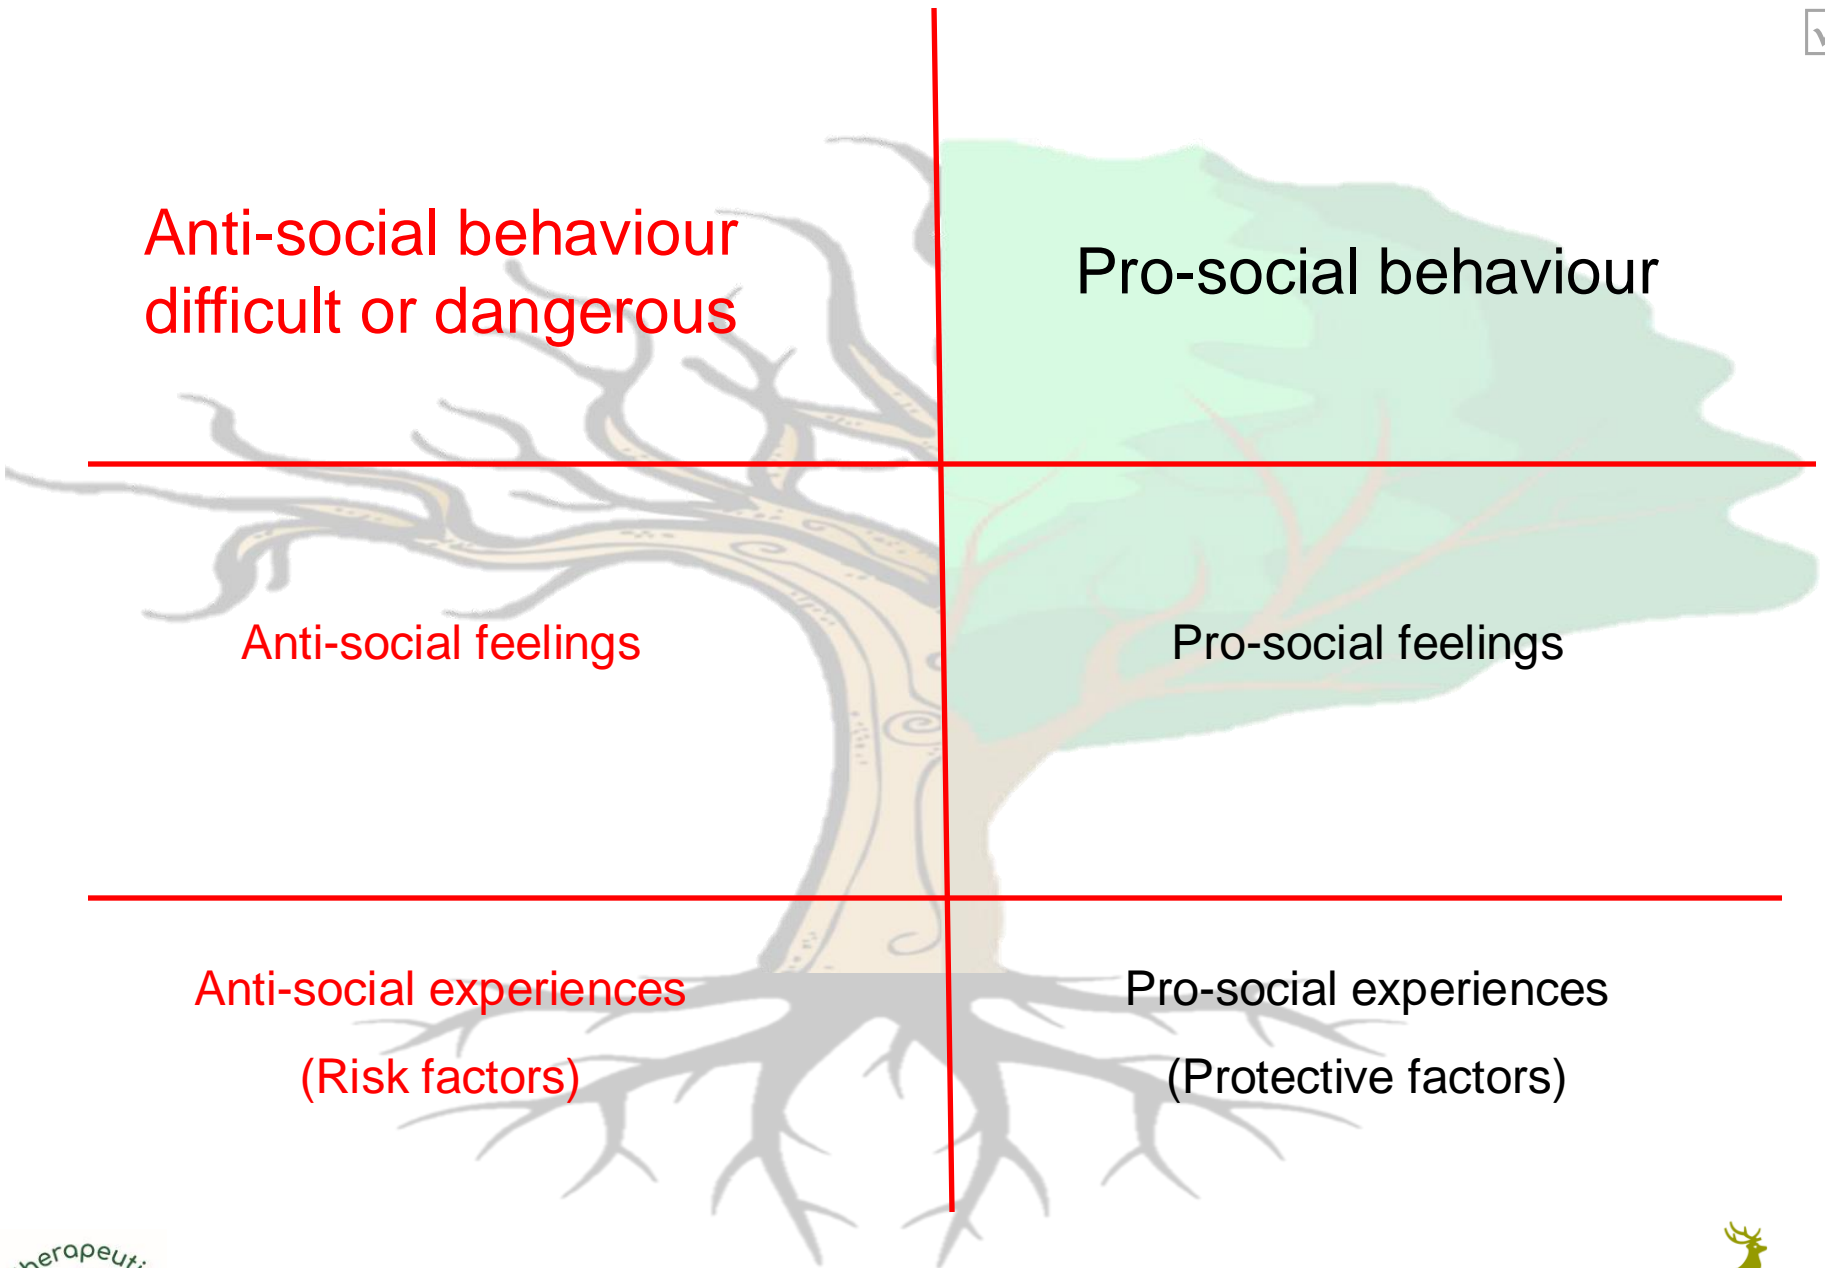 Anti-social behaviour
difficult or dangerous
Pro-social behaviour
Anti-social feelings
Pro-social feelings
Anti-social experiences
(Risk factors)
Pro-social experiences
(Protective factors)